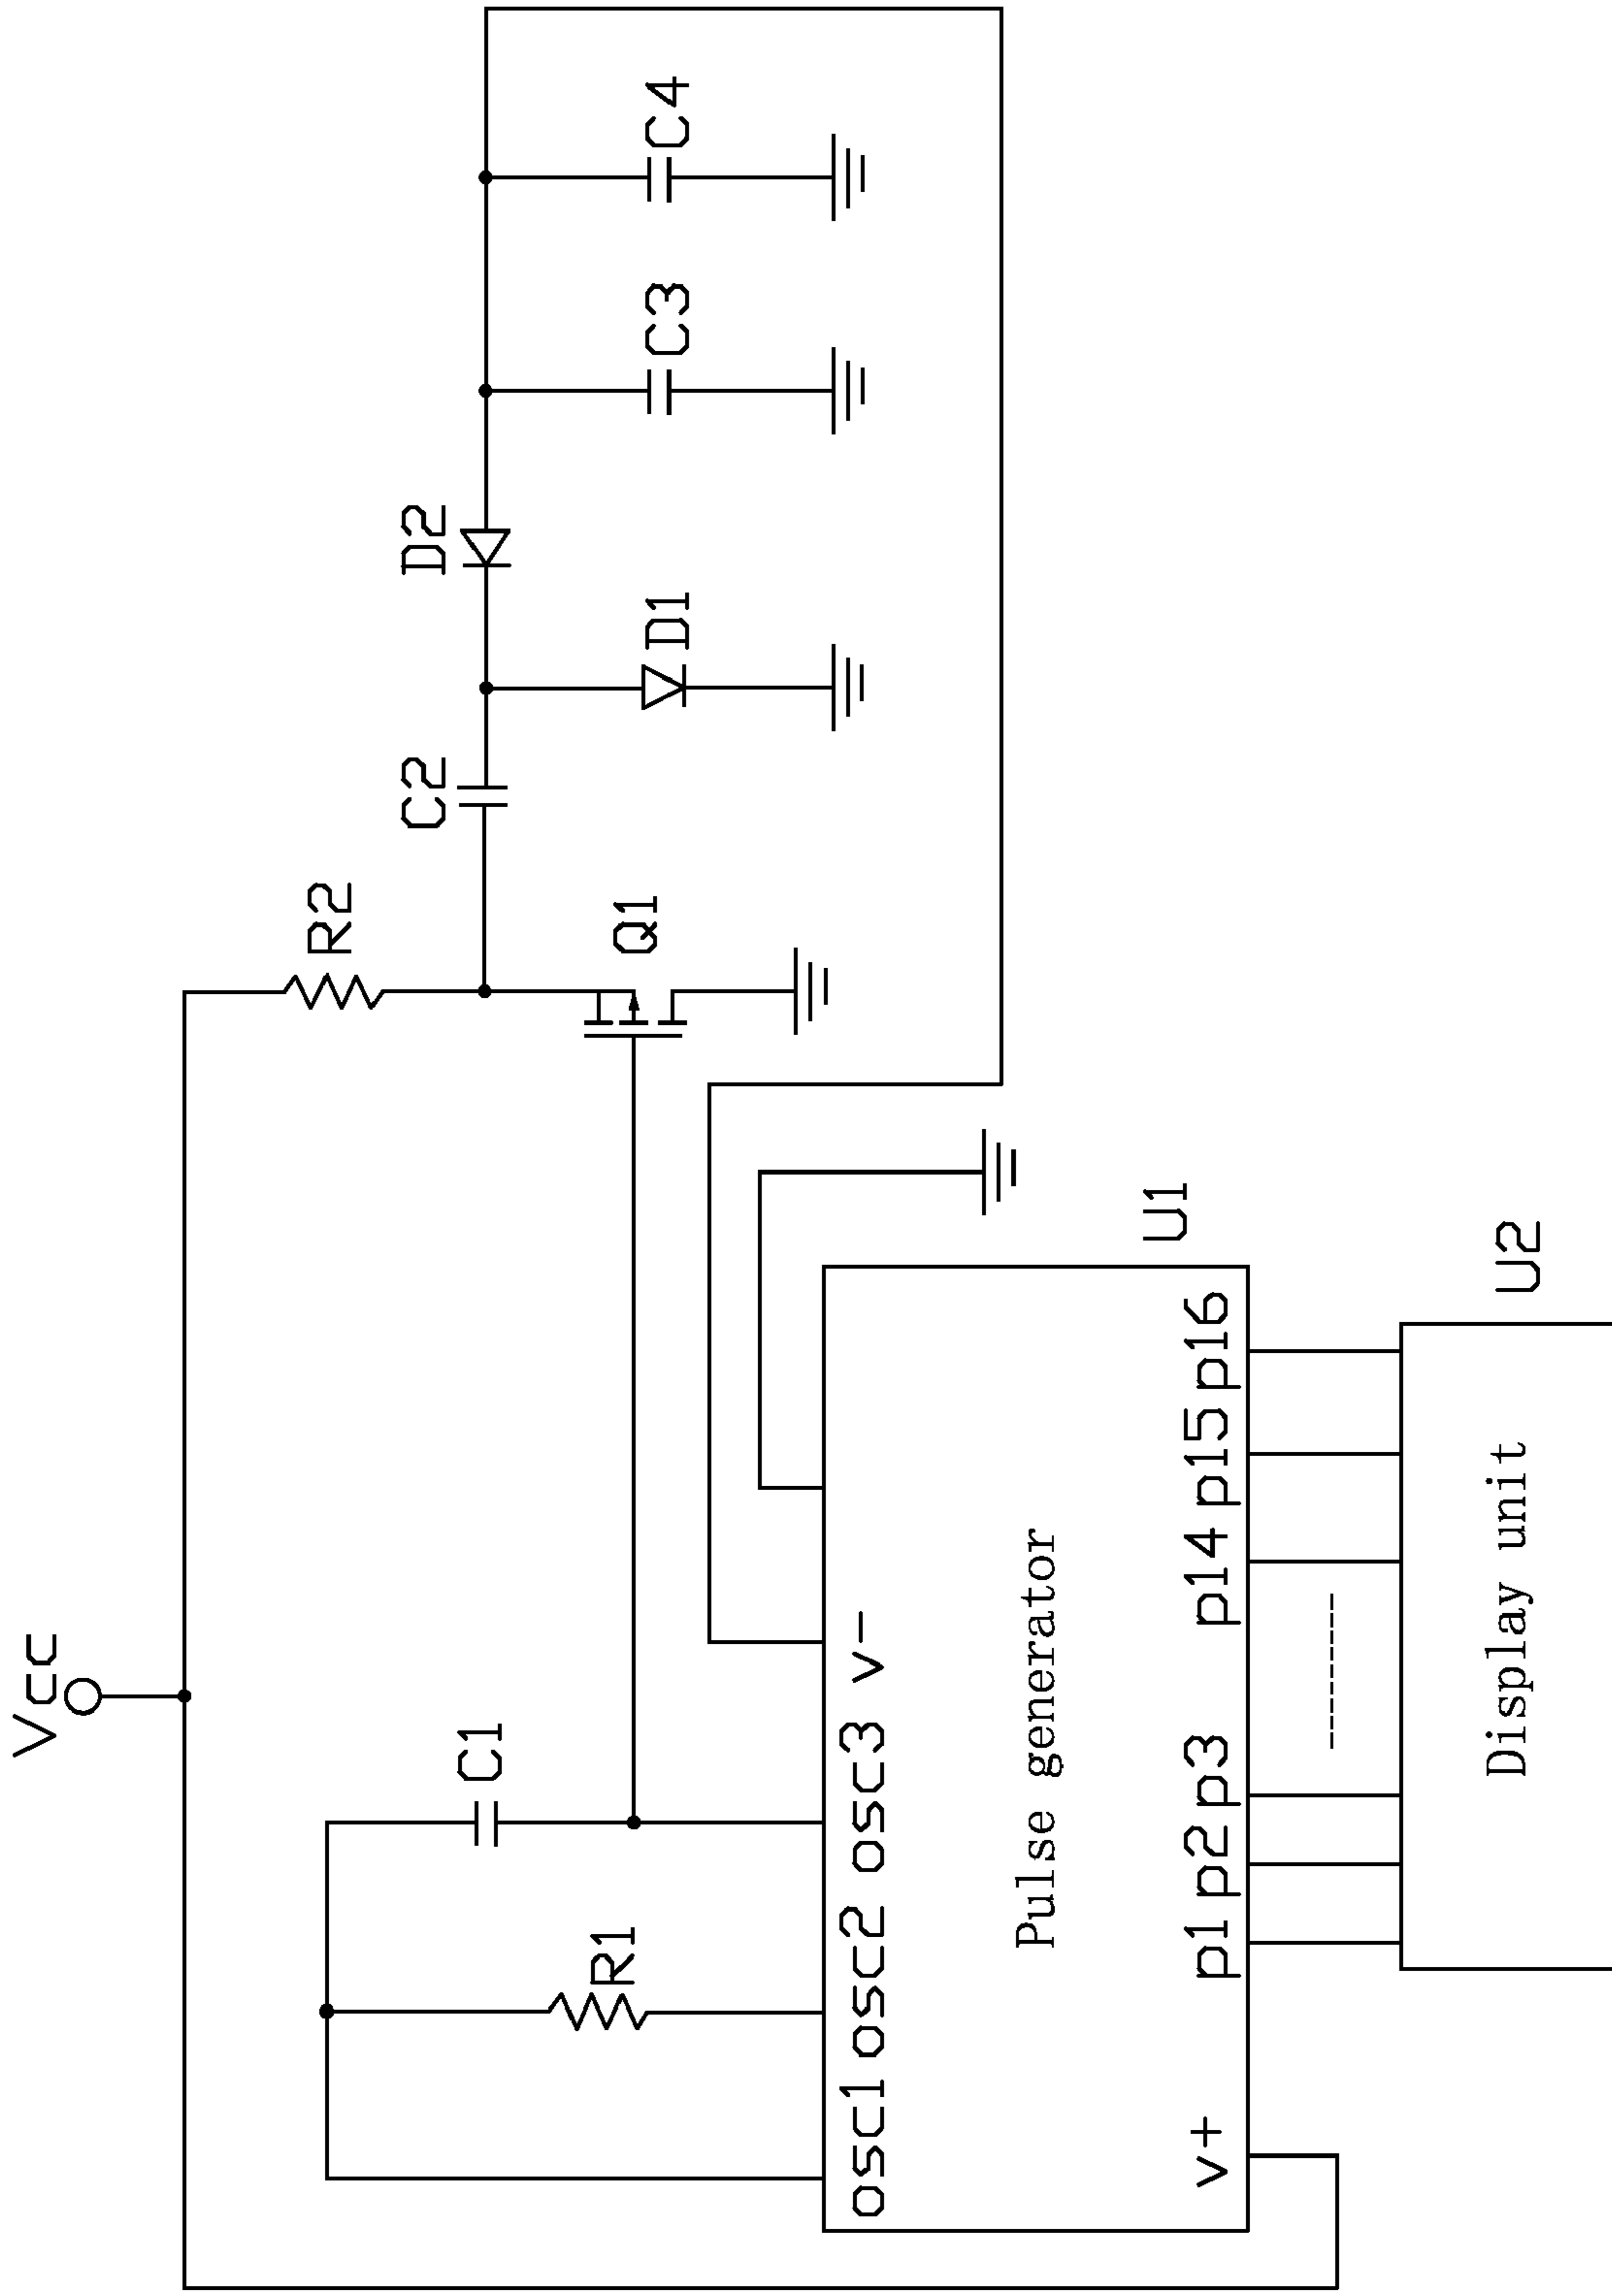 Vcc
R2
C2
D2
C1
R1
Q1
D1
C3
C4
osc1 osc2 osc3 v-
Pulse generator
U1
v+ p1 p2 p3 p14 p15 p16
Display unit
U2